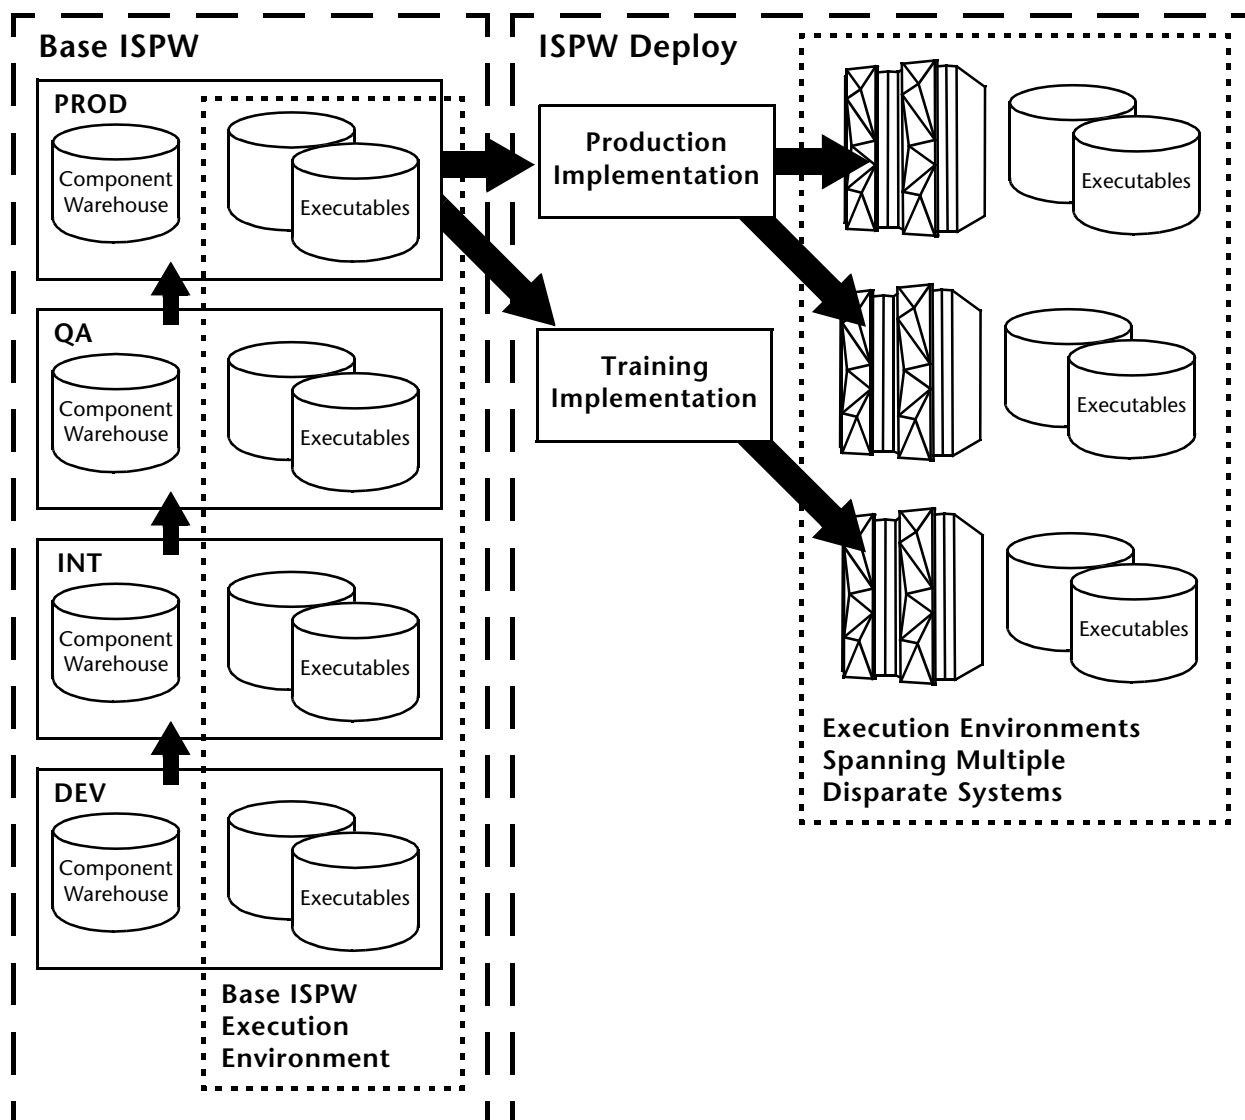 Base ISPW
PROD
Component
Warehouse
Executables
QA
Component
Warehouse
Executables
INT
Component
Warehouse
Executables
DEV
Component
Warehouse
Executables
Base ISPW
Execution
Environment
ISPW Deploy
Production
Implementation
Training
Implementation
Executables
Executables
Executables
Execution Environments
Spanning Multiple
Disparate Systems